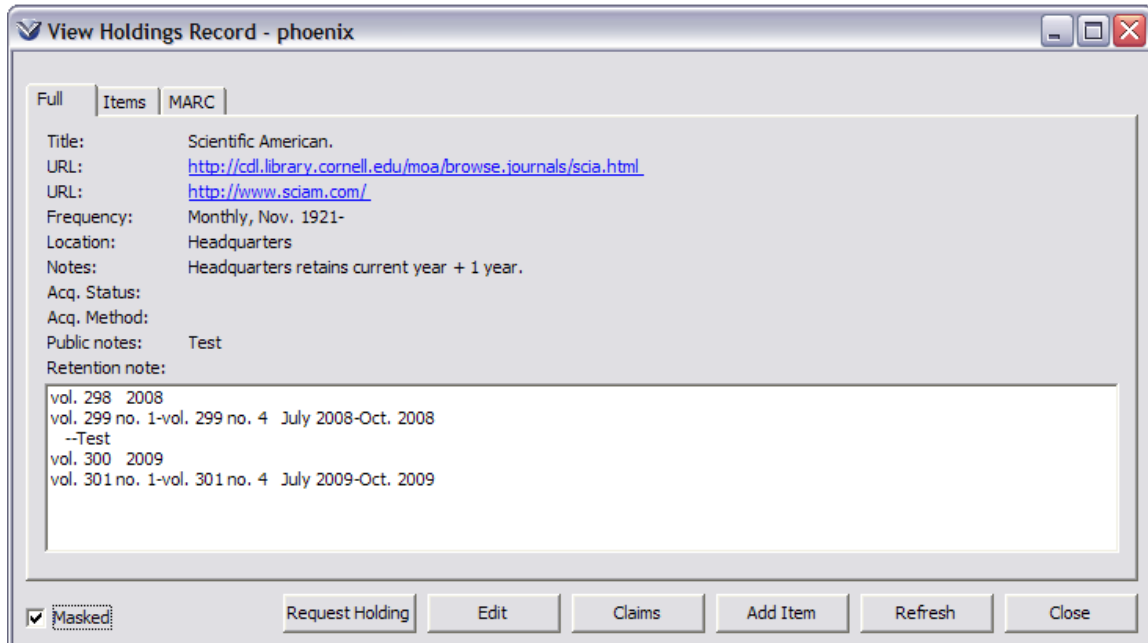 View Holdings Record - phoenix
Full Items MARC
Title: Scientific American.
URL: http://cdl.library.cornell.edu/moa/browse.journals/scia.html
URL: http://www.sciam.com/
Frequency: Monthly, Nov. 1921-
Location: Headquarters
Notes: Headquarters retains current year + 1 year.
Acq. Status:
Acq. Method:
Public notes: Test
Retention note:
vol. 298 2008
vol. 299 no. 1-vol. 299 no. 4 July 2008-Oct. 2008
--Test
vol. 300 2009
vol. 301 no. 1-vol. 301 no. 4 July 2009-Oct. 2009
Masked Request Holding Edit Claims Add Item Refresh Close